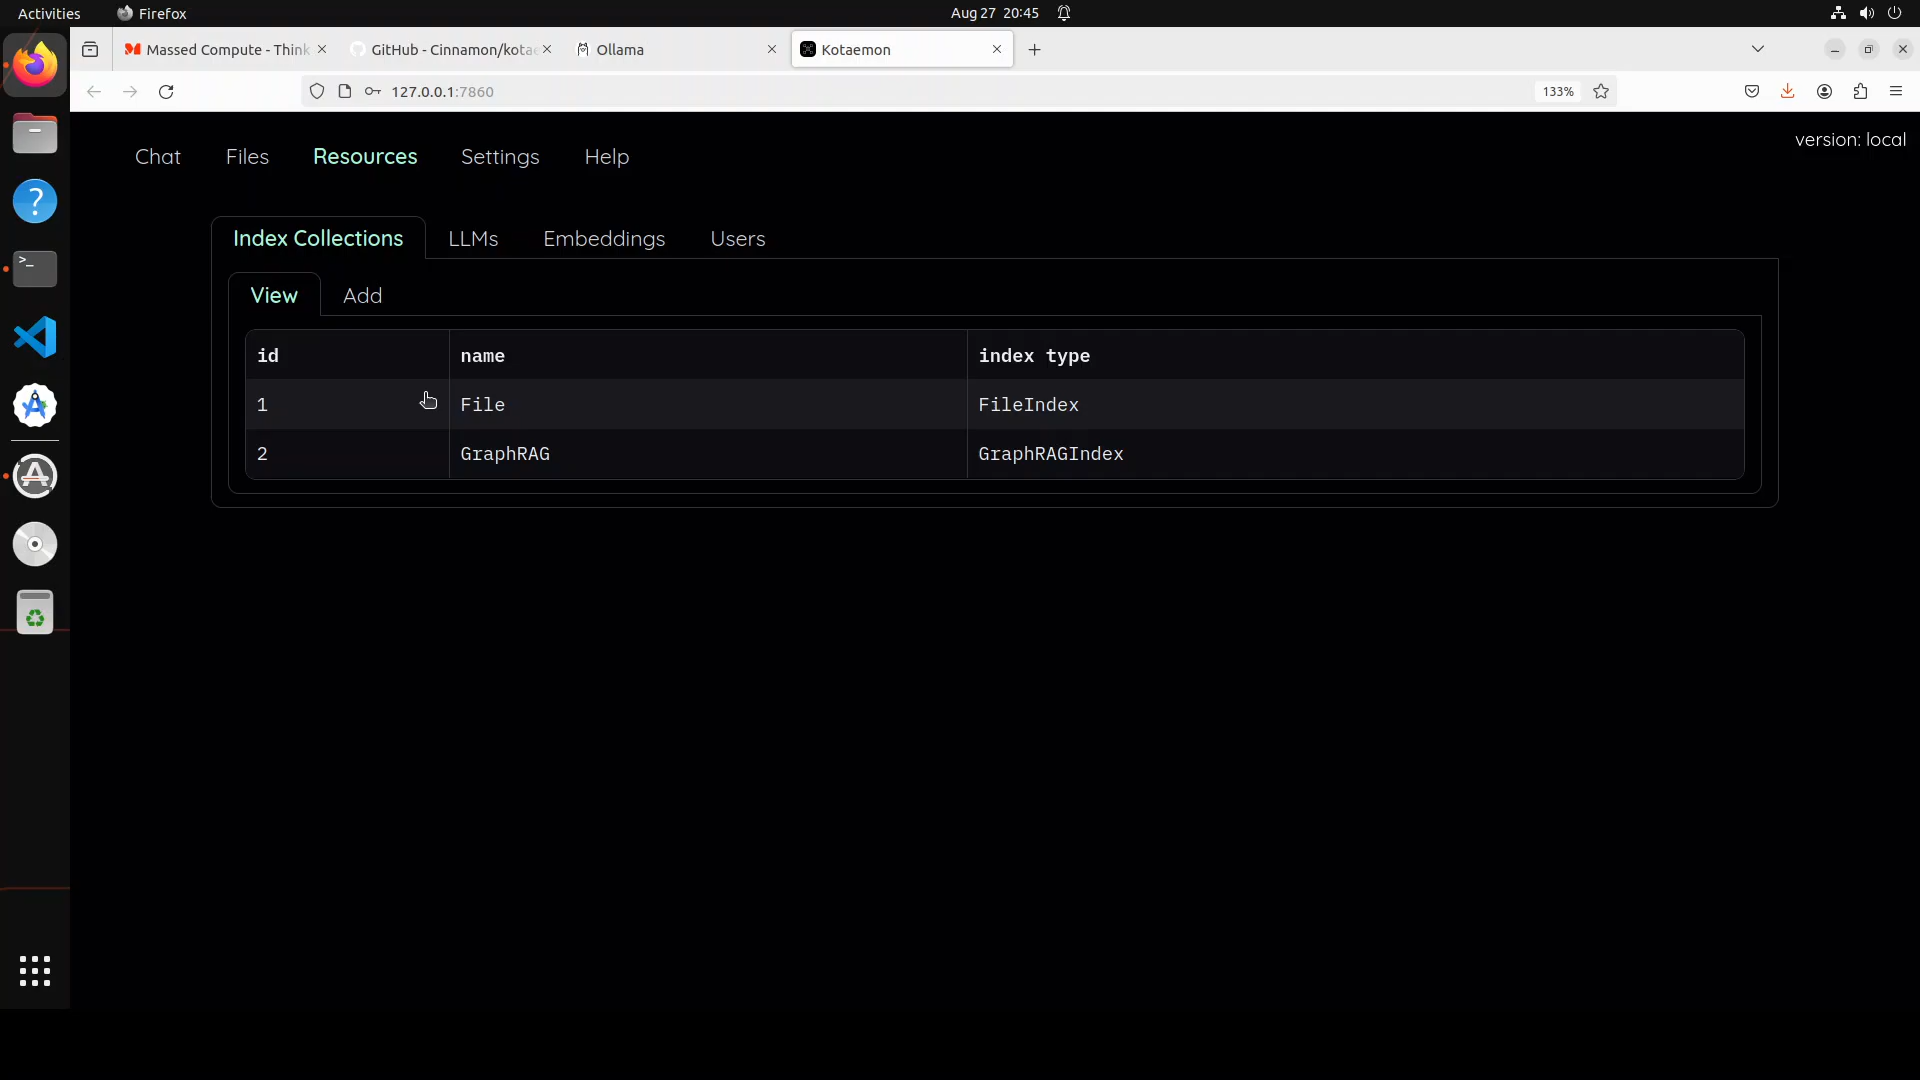 Activities Firefox Aug 27 20:45
Massed Compute - Think GitHub - Cinnamon/kotae Ollama Kotaemon
127.0.0.1:7860 133%
version: local
Chat Files Resources Settings Help
Index Collections LLMs Embeddings Users
View Add
id name index type
1 File FileIndex
2 GraphRAG GraphRAGIndex